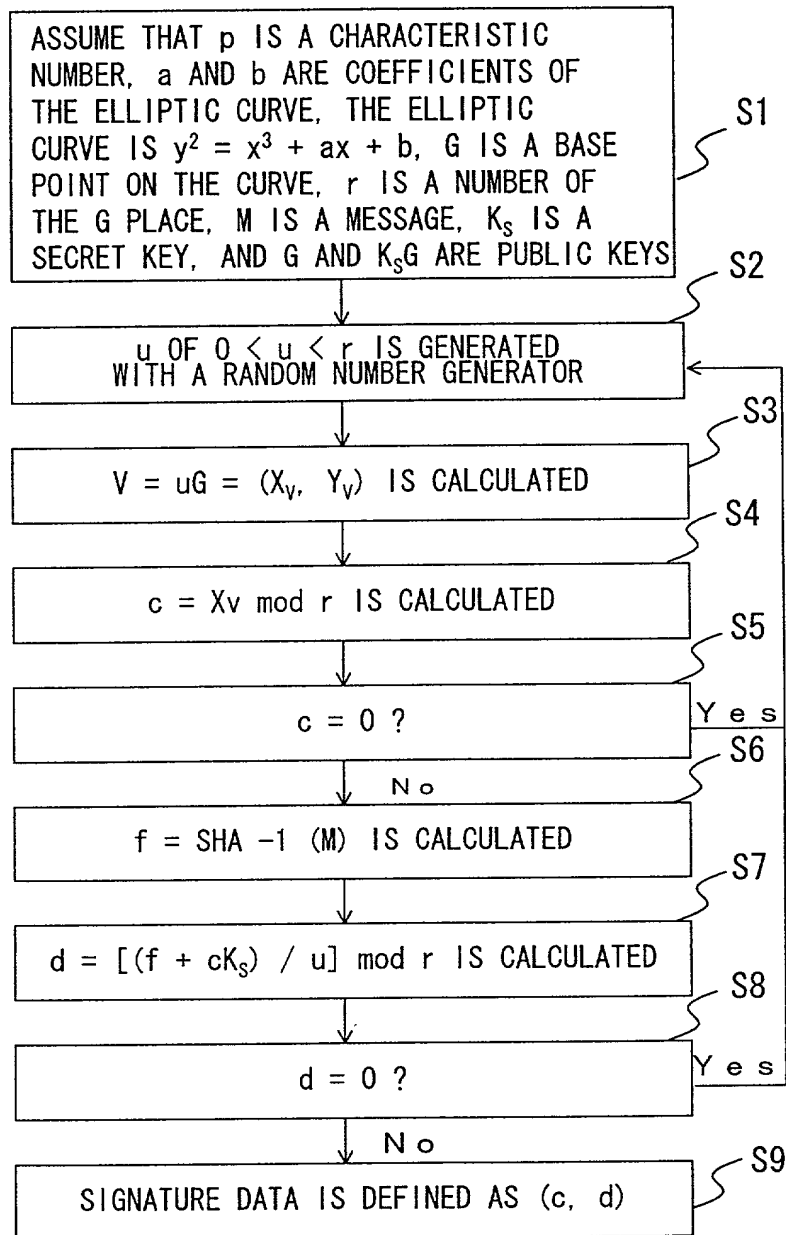 ASSUME THAT p IS A CHARACTERISTIC
NUMBER, a AND b ARE COEFFICIENTS OF
THE ELLIPTIC CURVE, THE ELLIPTIC
CURVE IS y² = x³ + ax + b, G IS A BASE
POINT ON THE CURVE, r IS A NUMBER OF
THE G PLACE, M IS A MESSAGE, Kₛ IS A
SECRET KEY, AND G AND KₛG ARE PUBLIC KEYS
S1
S2
u OF 0 < u < r IS GENERATED
WITH A RANDOM NUMBER GENERATOR
S3
V = uG = (Xᵥ, Yᵥ) IS CALCULATED
S4
c = Xv mod r IS CALCULATED
S5
c = 0 ?
Yes
No
S6
f = SHA -1 (M) IS CALCULATED
S7
d = [(f + cKₛ) / u] mod r IS CALCULATED
S8
d = 0 ?
Yes
No
S9
SIGNATURE DATA IS DEFINED AS (c, d)